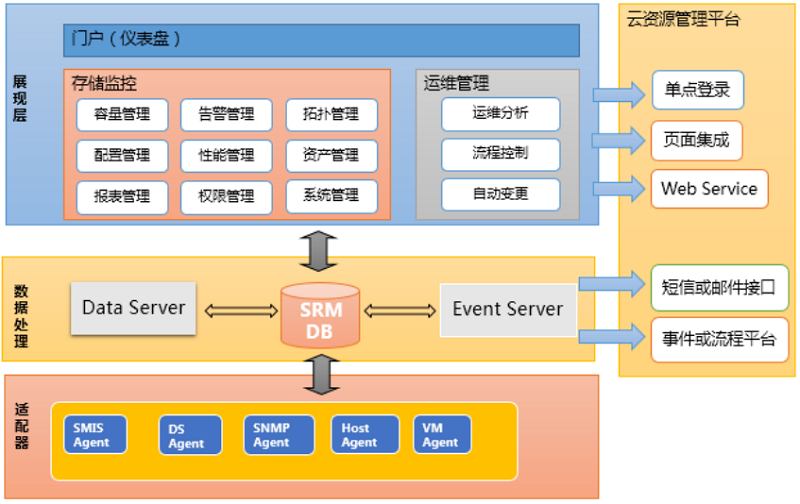 门户（仪表盘）
云资源管理平台
展现层
存储监控
运维管理
容量管理
告警管理
拓扑管理
配置管理
性能管理
资产管理
报表管理
权限管理
系统管理
运维分析
流程控制
自动变更
单点登录
页面集成
Web Service
数据处理
Data Server
SRM
DB
Event Server
短信或邮件接口
事件或流程平台
适配器
SMIS
Agent
DS
Agent
SNMP
Agent
Host
Agent
VM
Agent